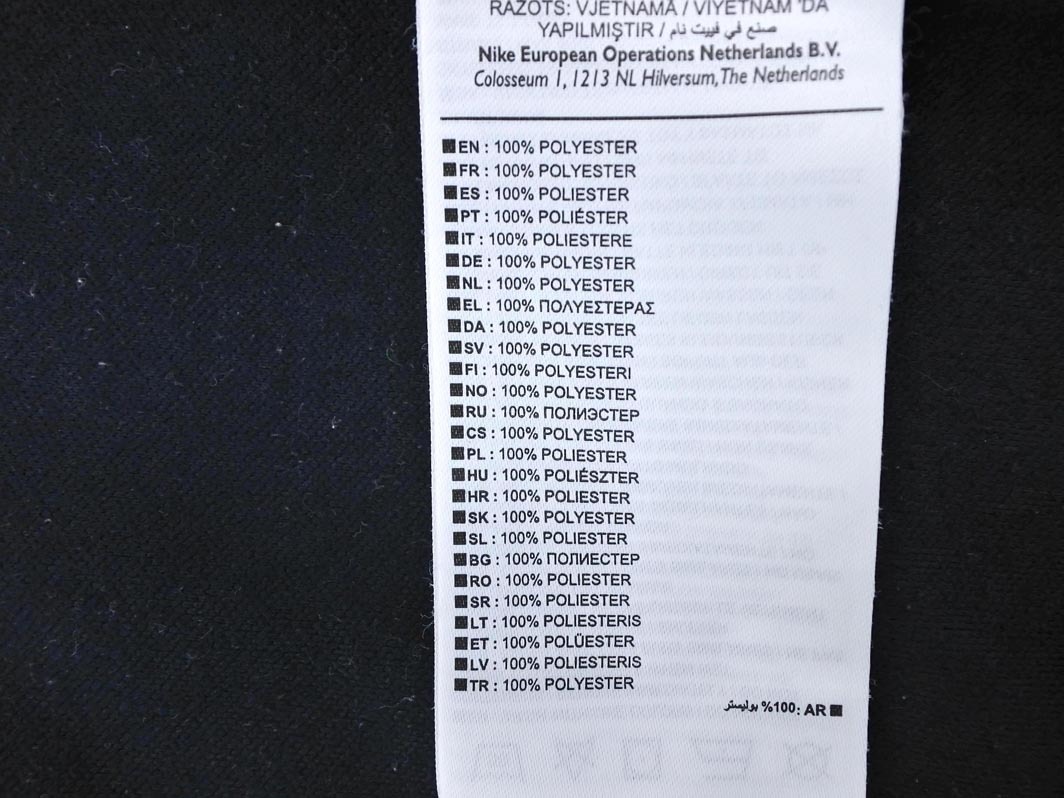 RAŽOTS: VJETNAMĀ / VİYETNAM 'DA
YAPILMIŞTIR / صنع في فييت نام
Nike European Operations Netherlands B.V.
Colosseum 1, 1213 NL Hilversum, The Netherlands
EN : 100% POLYESTER
FR : 100% POLYESTER
ES : 100% POLIESTER
PT : 100% POLIÉSTER
IT : 100% POLIESTERE
DE : 100% POLYESTER
NL : 100% POLYESTER
EL : 100% ΠΟΛΥΕΣΤΕΡΑΣ
DA : 100% POLYESTER
SV : 100% POLYESTER
FI : 100% POLYESTERI
NO : 100% POLYESTER
RU : 100% ПОЛИЭСТЕР
CS : 100% POLYESTER
PL : 100% POLIESTER
HU : 100% POLIÉSZTER
HR : 100% POLIESTER
SK : 100% POLYESTER
SL : 100% POLIESTER
BG : 100% ПОЛИЕСТЕР
RO : 100% POLIESTER
SR : 100% POLIESTER
LT : 100% POLIESTERIS
ET : 100% POLÜESTER
LV : 100% POLIESTERIS
TR : 100% POLYESTER
AR :100% بوليستر